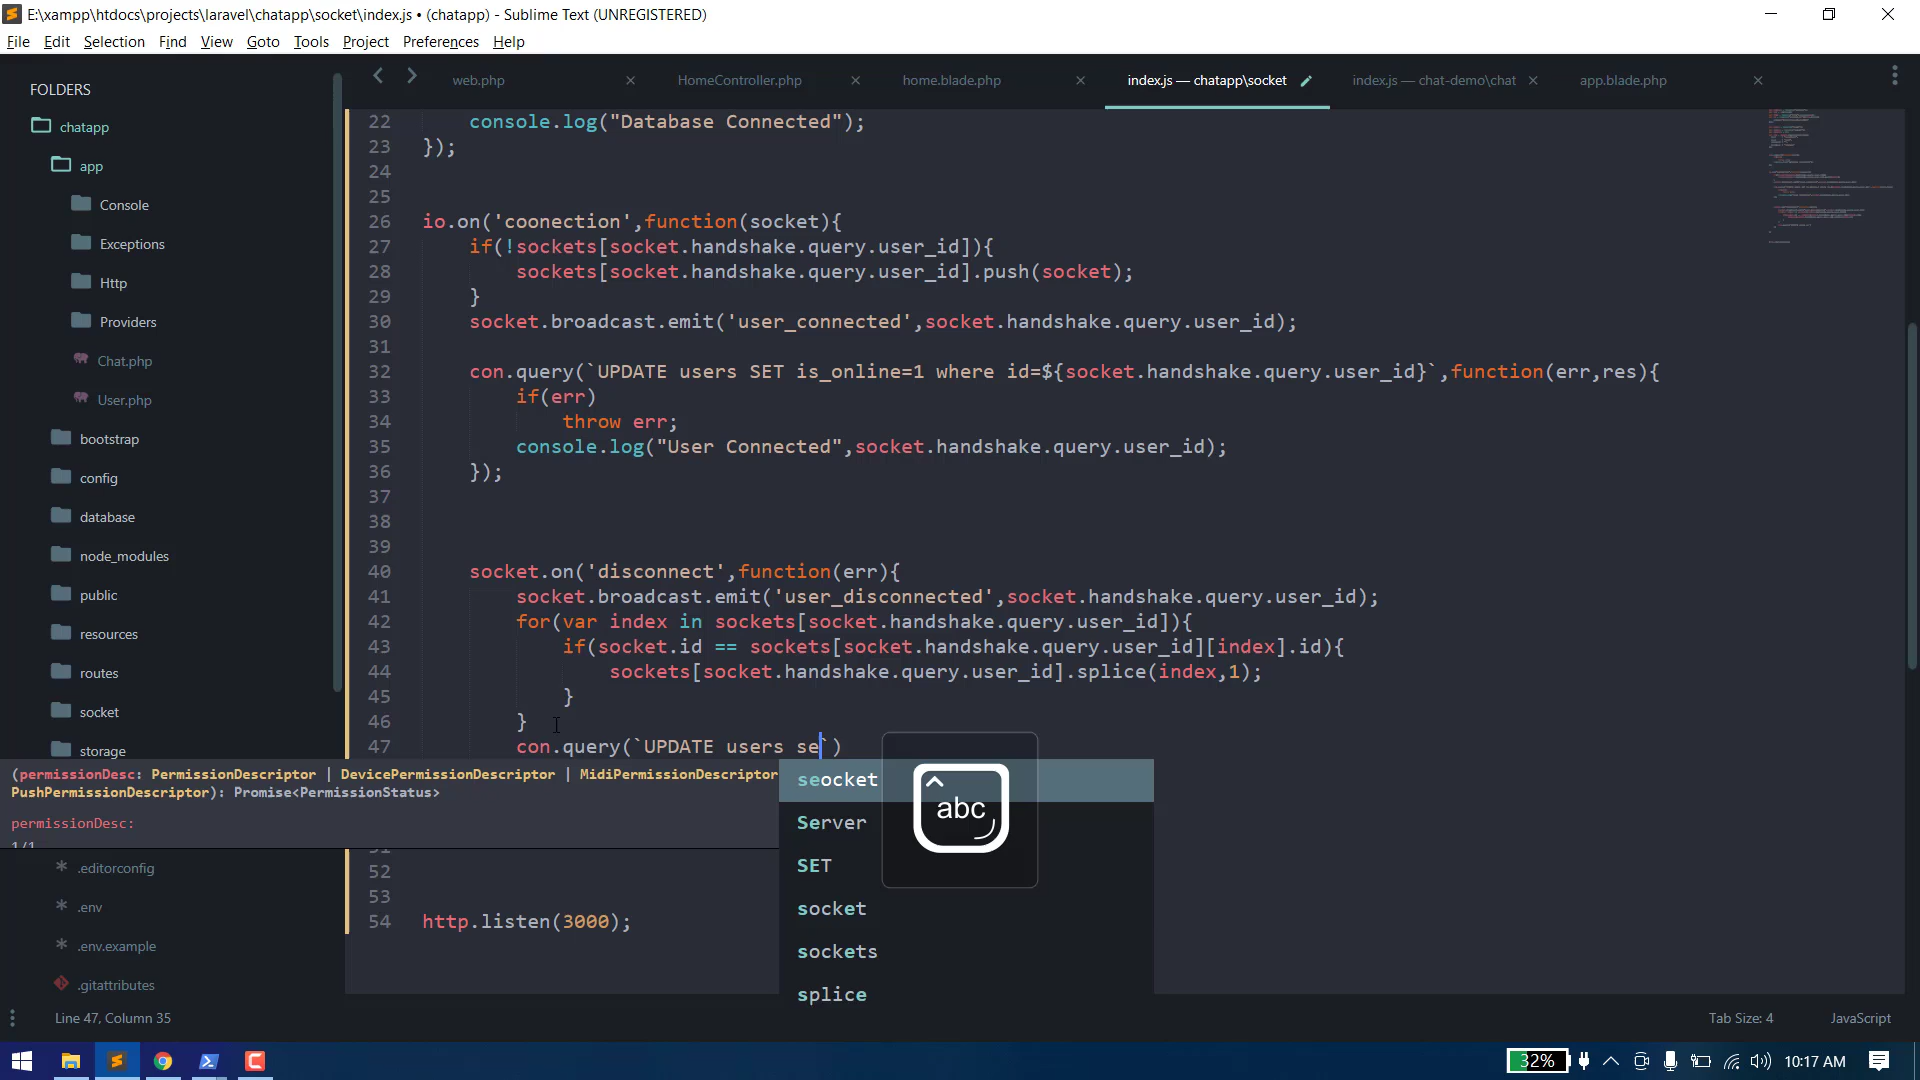 E:\xampp\htdocs\projects\laravel\chatapp\socket\index.js • (chatapp) - Sublime Text (UNREGISTERED)
File Edit Selection Find View Goto Tools Project Preferences Help
FOLDERS
chatapp
app
Console
Exceptions
Http
Providers
Chat.php
User.php
bootstrap
config
database
node_modules
public
resources
routes
socket
storage
.editorconfig
.env
.env.example
.gitattributes
web.php HomeController.php home.blade.php index.js — chatapp\socket index.js — chat-demo\chat app.blade.php
22 console.log("Database Connected");
23 });
24
25
26 io.on('coonection',function(socket){
27 if(!sockets[socket.handshake.query.user_id]){
28 sockets[socket.handshake.query.user_id].push(socket);
29 }
30 socket.broadcast.emit('user_connected',socket.handshake.query.user_id);
31
32 con.query(`UPDATE users SET is_online=1 where id=${socket.handshake.query.user_id}`,function(err,res){
33 if(err)
34 throw err;
35 console.log("User Connected",socket.handshake.query.user_id);
36 });
37
38
39
40 socket.on('disconnect',function(err){
41 socket.broadcast.emit('user_disconnected',socket.handshake.query.user_id);
42 for(var index in sockets[socket.handshake.query.user_id]){
43 if(socket.id == sockets[socket.handshake.query.user_id][index].id){
44 sockets[socket.handshake.query.user_id].splice(index,1);
45 }
46 }
47 con.query(`UPDATE users se`)
(permissionDesc: PermissionDescriptor | DevicePermissionDescriptor | MidiPermissionDescriptor
PushPermissionDescriptor): Promise<PermissionStatus>
permissionDesc:
1/1
seocket
Server
SET
socket
sockets
splice
abc
51
52
53
54 http.listen(3000);
Line 47, Column 35 Tab Size: 4 JavaScript
32% 10:17 AM